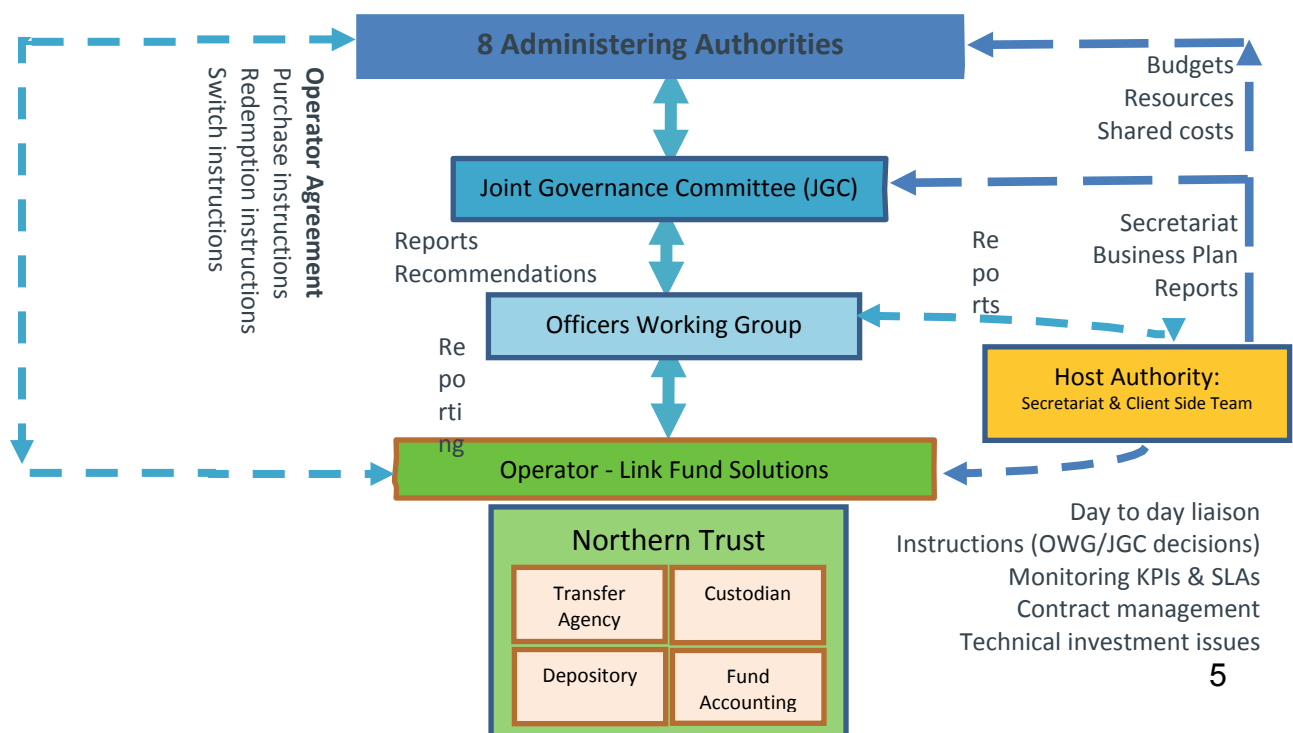 8 Administering Authorities
Operator Agreement
Purchase instructions
Redemption instructions
Switch instructions
Budgets
Resources
Shared costs
Joint Governance Committee (JGC)
Reports
Recommendations
Re
po
rts
Secretariat
Business Plan
Reports
Officers Working Group
Re
po
rti
ng
Host Authority:
Secretariat & Client Side Team
Operator - Link Fund Solutions
Northern Trust
Transfer
Agency
Custodian
Depository
Fund
Accounting
Day to day liaison
Instructions (OWG/JGC decisions)
Monitoring KPIs & SLAs
Contract management
Technical investment issues
5